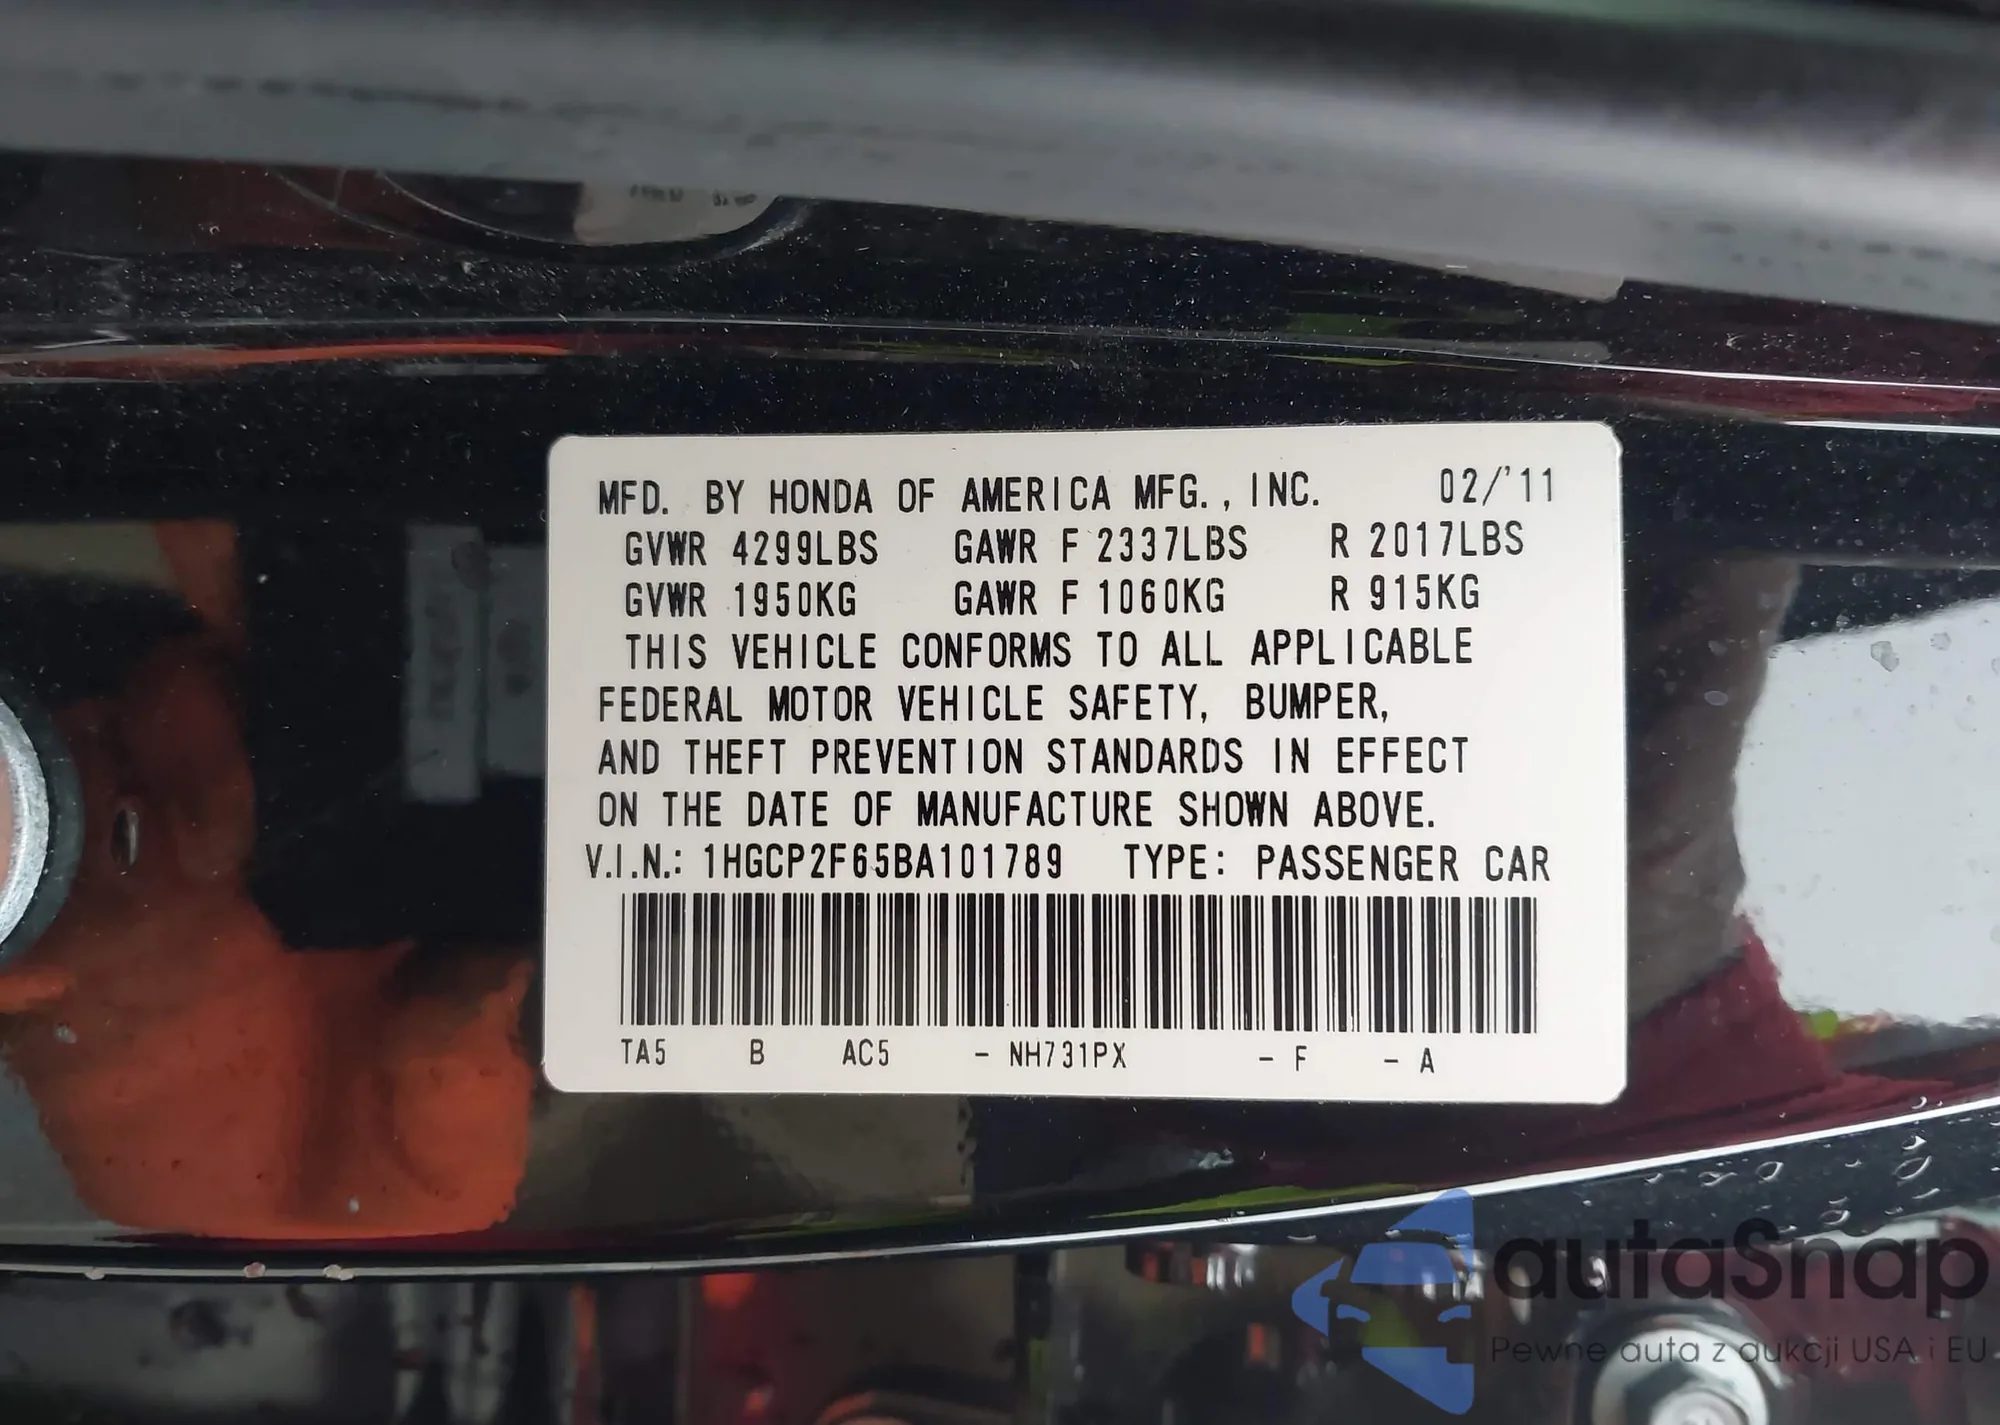 MFD. BY HONDA OF AMERICA MFG., INC. 02/'11
GVWR 4299LBS GAWR F 2337LBS R 2017LBS
GVWR 1950KG GAWR F 1060KG R 915KG
THIS VEHICLE CONFORMS TO ALL APPLICABLE
FEDERAL MOTOR VEHICLE SAFETY, BUMPER,
AND THEFT PREVENTION STANDARDS IN EFFECT
ON THE DATE OF MANUFACTURE SHOWN ABOVE.
V.I.N.: 1HGCP2F65BA101789 TYPE: PASSENGER CAR
TA5 B AC5 - NH731PX - F - A
autaSnap
Pewne auta z aukcji USA i EU